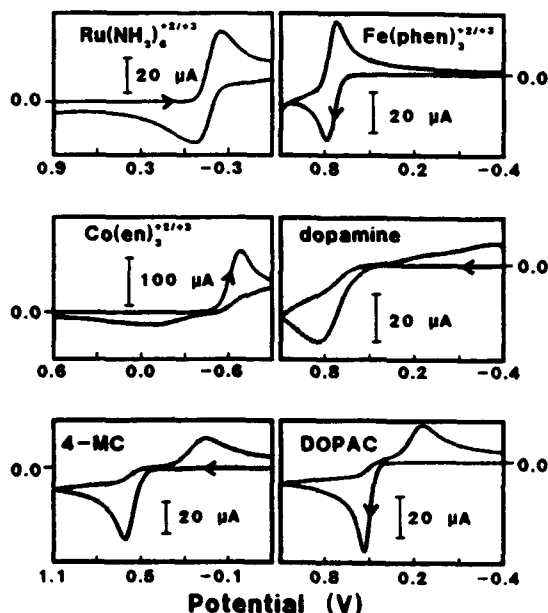 Ru(NH₃)₆⁺²/⁺³
20 µA
0.0
0.9 0.3 -0.3
Fe(phen)₃⁺²/⁺³
0.0
20 µA
0.8 0.2 -0.4
Co(en)₃⁺²/⁺³
100 µA
0.0
0.6 0.0 -0.6
dopamine
0.0
20 µA
0.8 0.2 -0.4
4-MC
0.0
20 µA
1.1 0.5 -0.1
DOPAC
0.0
20 µA
0.8 0.2 -0.4
Potential (V)